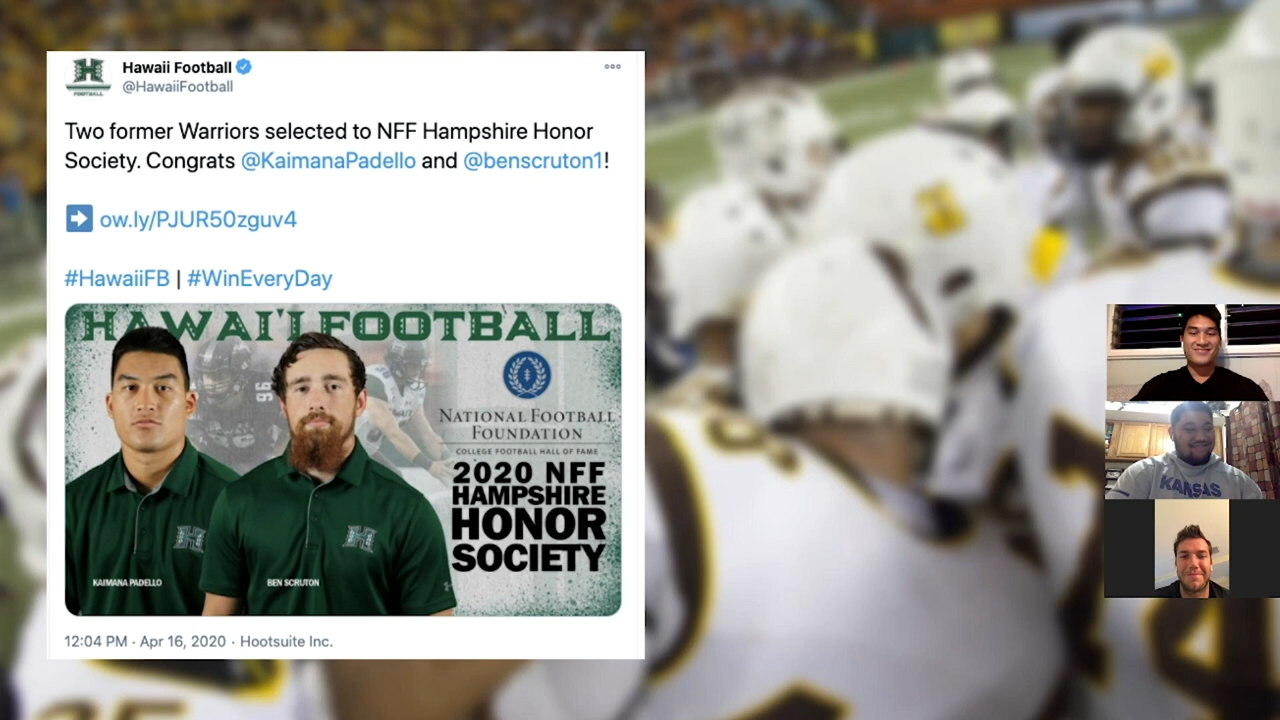 Hawaii Football
@HawaiiFootball
Two former Warriors selected to NFF Hampshire Honor
Society. Congrats @KaimanaPadello and @benscruton1!
ow.ly/PJUR50zguv4
#HawaiiFB | #WinEveryDay
HAWAI'I FOOTBALL
96
NATIONAL FOOTBALL
FOUNDATION
COLLEGE FOOTBALL HALL OF FAME
2020 NFF
HAMPSHIRE
HONOR
SOCIETY
KAIMANA PADELLO
BEN SCRUTON
12:04 PM · Apr 16, 2020 · Hootsuite Inc.
H
FOOTBALL
KANSAS